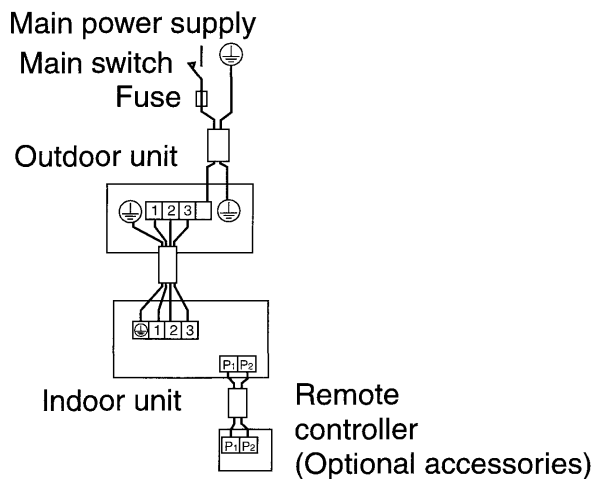 Main power supply
Main switch
Fuse
Outdoor unit
1 2 3
1 2 3
P1 P2
Indoor unit
Remote
controller
(Optional accessories)
P1 P2